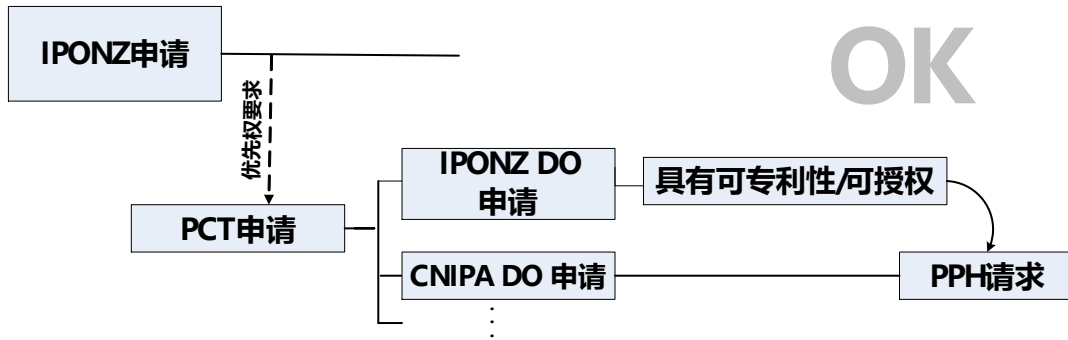 IPONZ申请
OK
优先权要求
IPONZ DO
申请
具有可专利性/可授权
PCT申请
CNIPA DO 申请
PPH请求